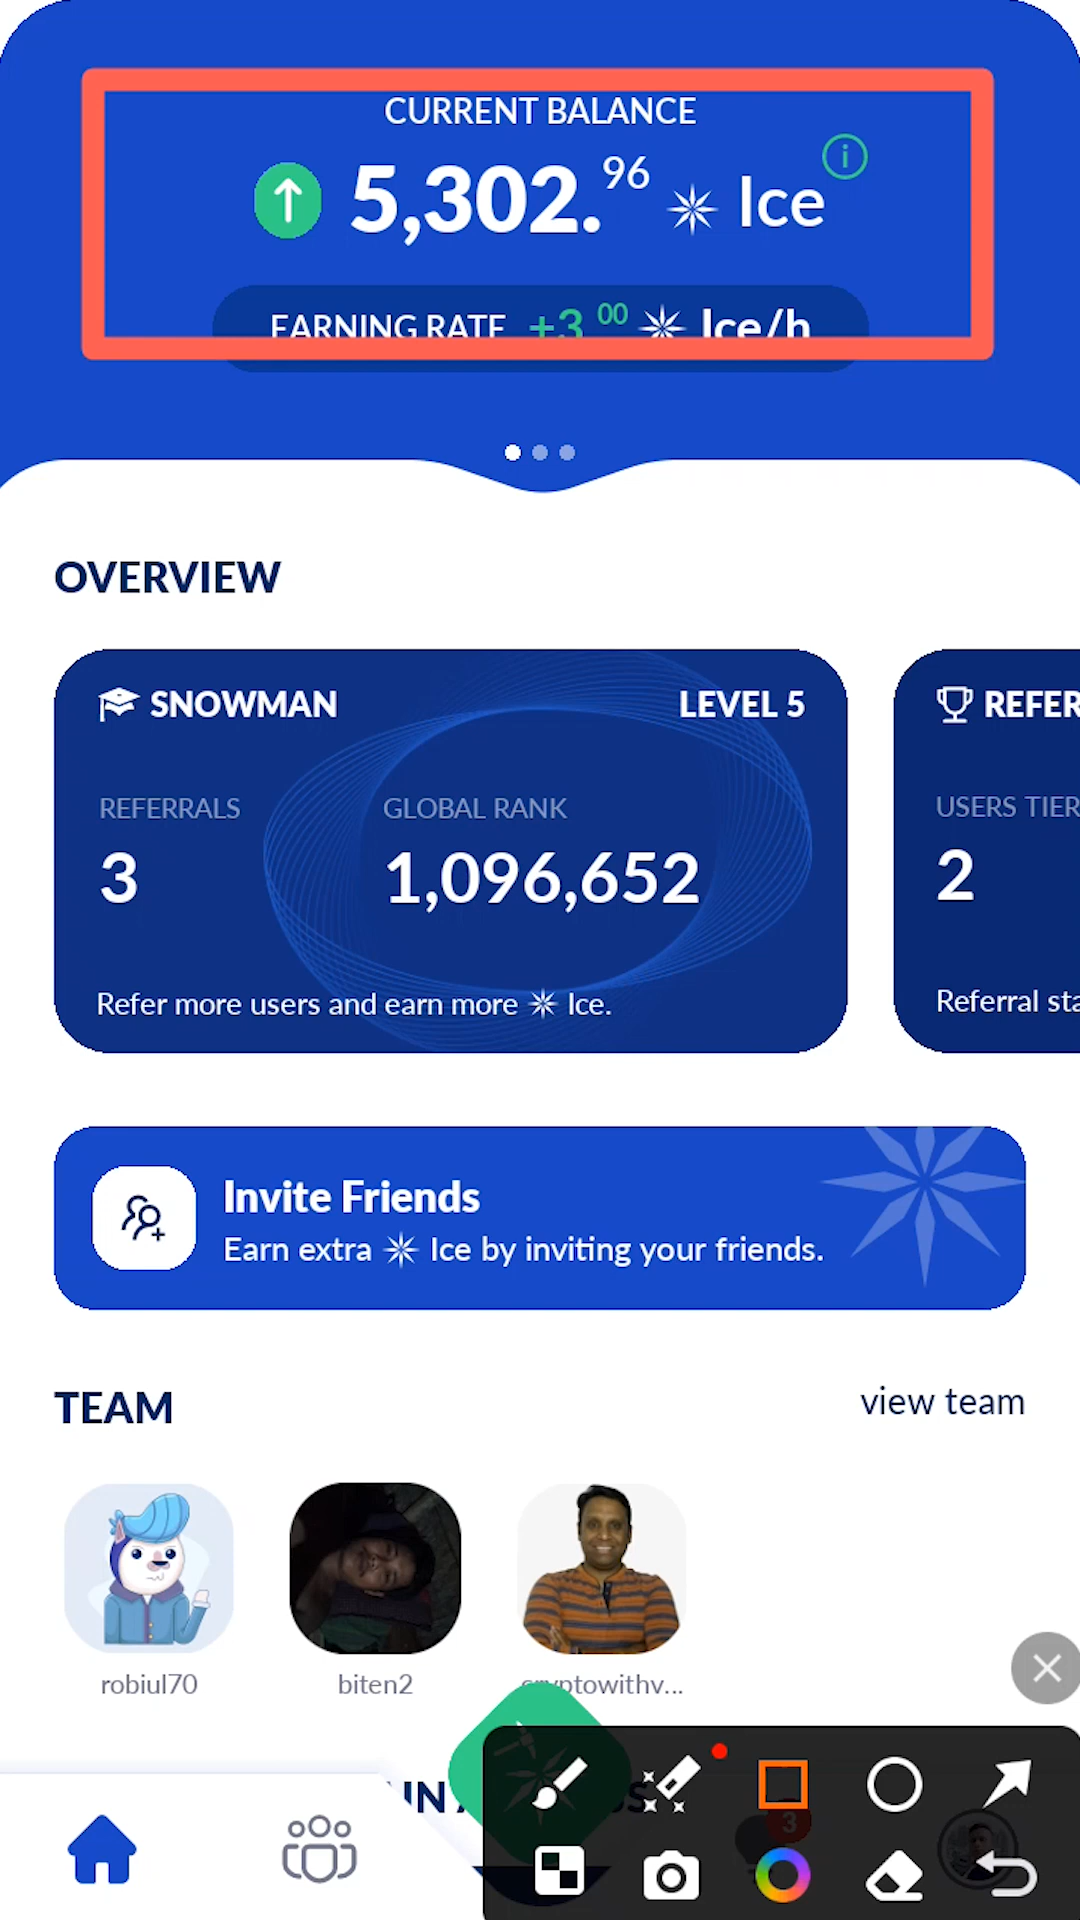 CURRENT BALANCE
5,302.96 Ice
EARNING RATE +3 00 Ice/h
OVERVIEW
SNOWMAN LEVEL 5
REFERRALS GLOBAL RANK
3 1,096,652
Refer more users and earn more Ice.
REFER
USERS TIER
2
Referral sta
Invite Friends
Earn extra Ice by inviting your friends.
TEAM view team
robiul70 biten2 cryptowithv...
3